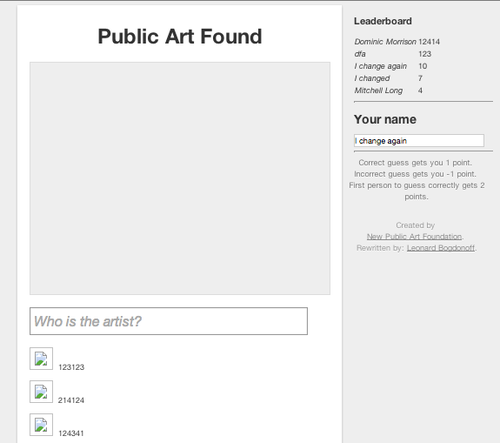 Public Art Found
Who is the artist?
123123
214124
124341
Leaderboard
Dominic Morrison 12414
dfa 123
I change again 10
I changed 7
Mitchell Long 4
Your name
I change again
Correct guess gets you 1 point.
Incorrect guess gets you -1 point.
First person to guess correctly gets 2
points.
Created by
New Public Art Foundation.
Rewritten by: Leonard Bogdonoff.